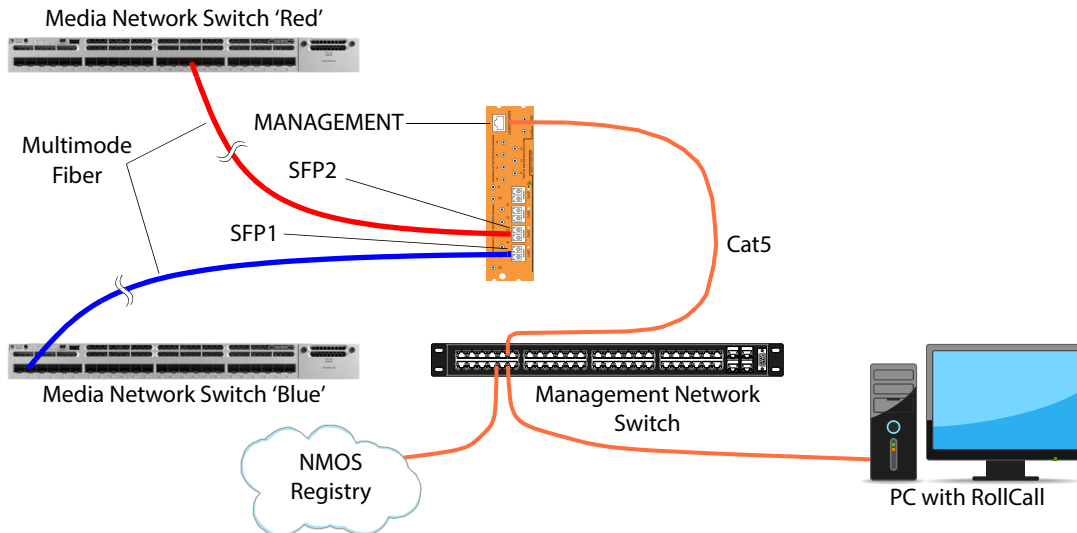 Media Network Switch ‘Red’
MANAGEMENT
Multimode
Fiber
SFP2
SFP1
Cat5
Media Network Switch ‘Blue’
Management Network
Switch
NMOS
Registry
PC with RollCall